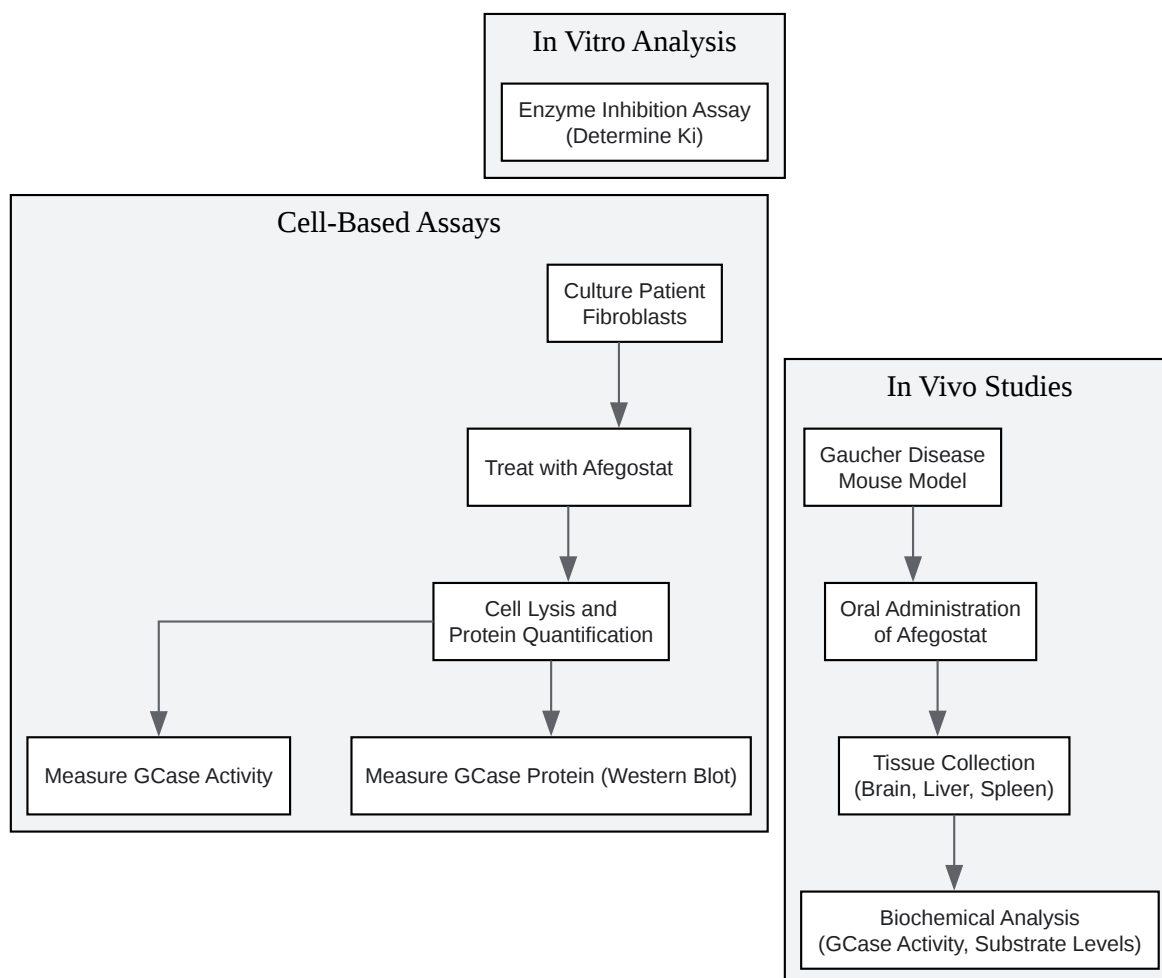 In Vitro Analysis
Enzyme Inhibition Assay
(Determine Ki)
Cell-Based Assays
Culture Patient
Fibroblasts
Treat with Afegostat
Cell Lysis and
Protein Quantification
Measure GCase Activity
Measure GCase Protein (Western Blot)
In Vivo Studies
Gaucher Disease
Mouse Model
Oral Administration
of Afegostat
Tissue Collection
(Brain, Liver, Spleen)
Biochemical Analysis
(GCase Activity, Substrate Levels)